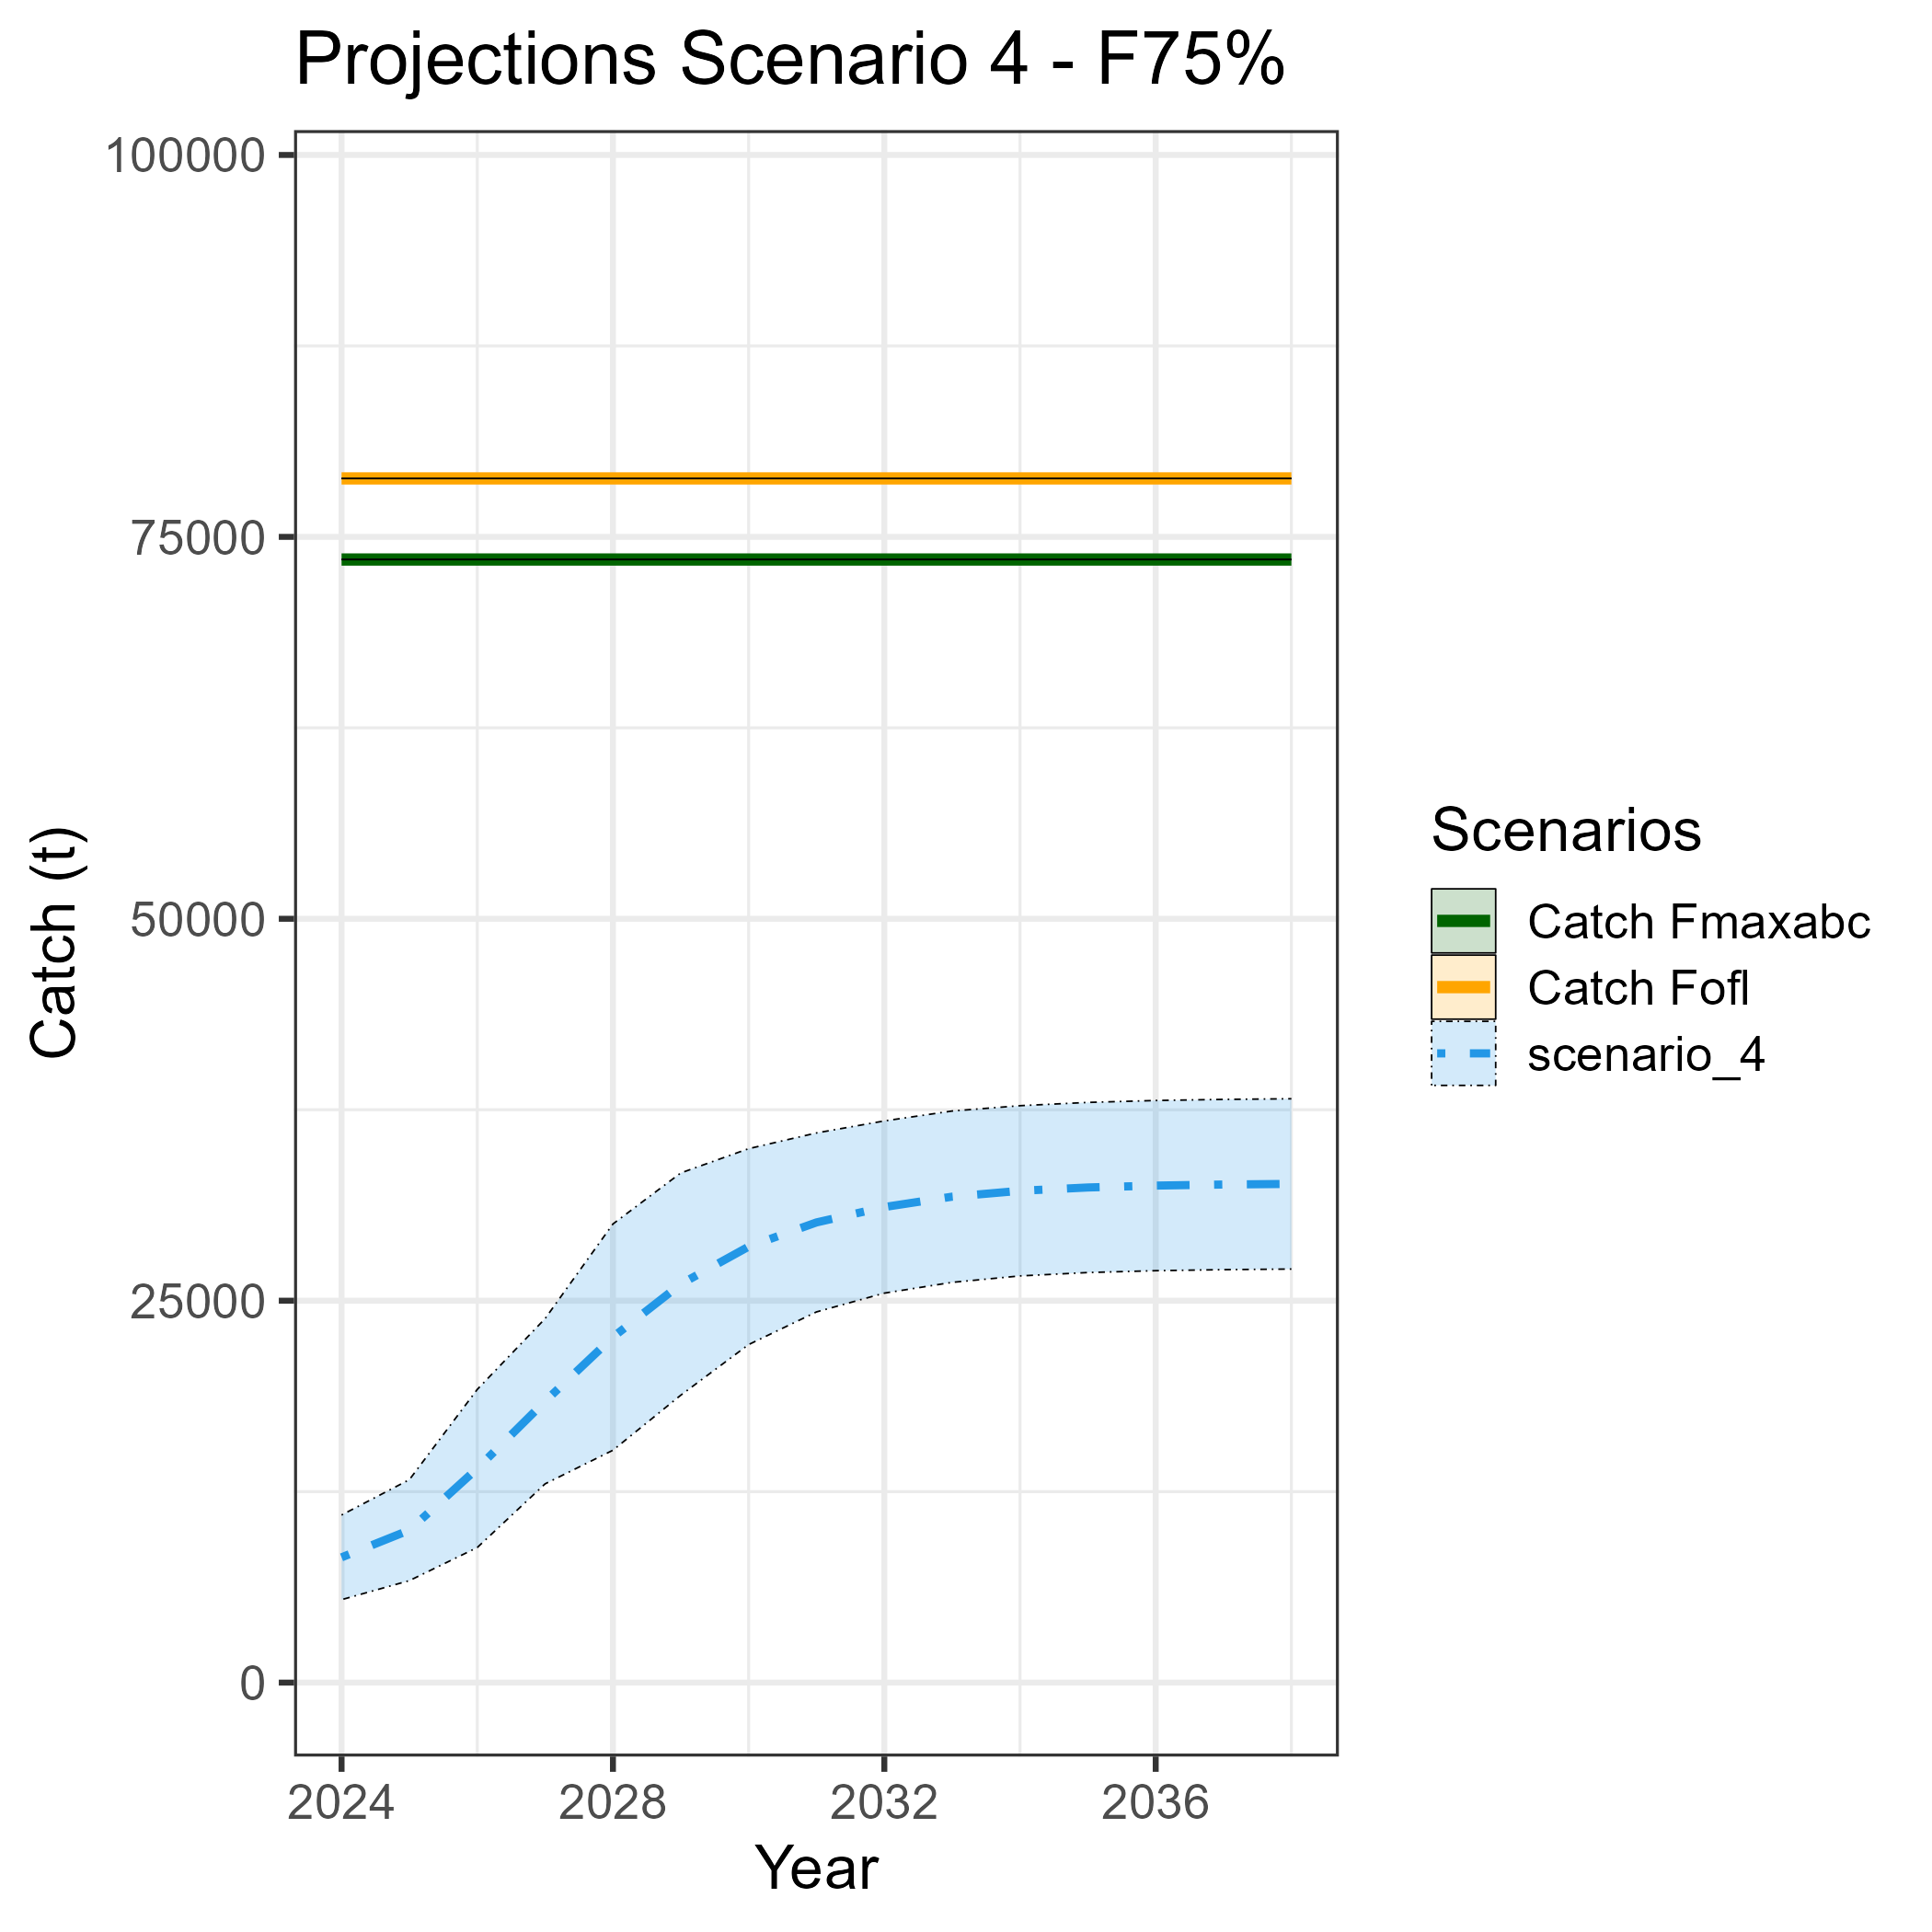 Projections Scenario 4 - F75%
100000
75000
50000
25000
0
Catch (t)
2024 2028 2032 2036
Year
Scenarios
Catch Fmaxabc
Catch Fofl
scenario_4